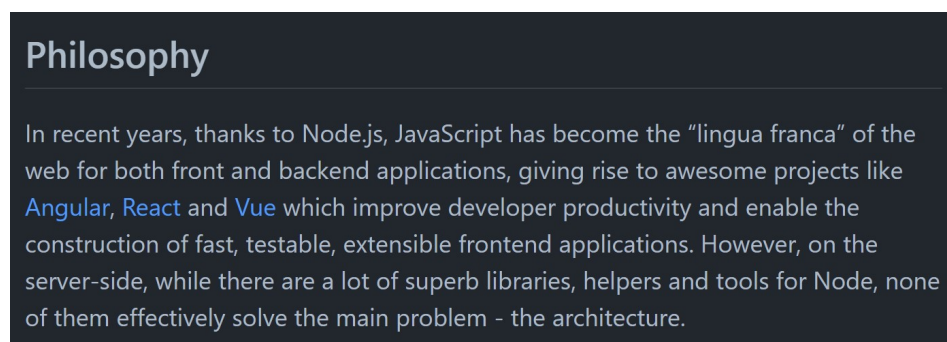 Philosophy
In recent years, thanks to Node.js, JavaScript has become the “lingua franca” of the
web for both front and backend applications, giving rise to awesome projects like
Angular, React and Vue which improve developer productivity and enable the
construction of fast, testable, extensible frontend applications. However, on the
server-side, while there are a lot of superb libraries, helpers and tools for Node, none
of them effectively solve the main problem - the architecture.